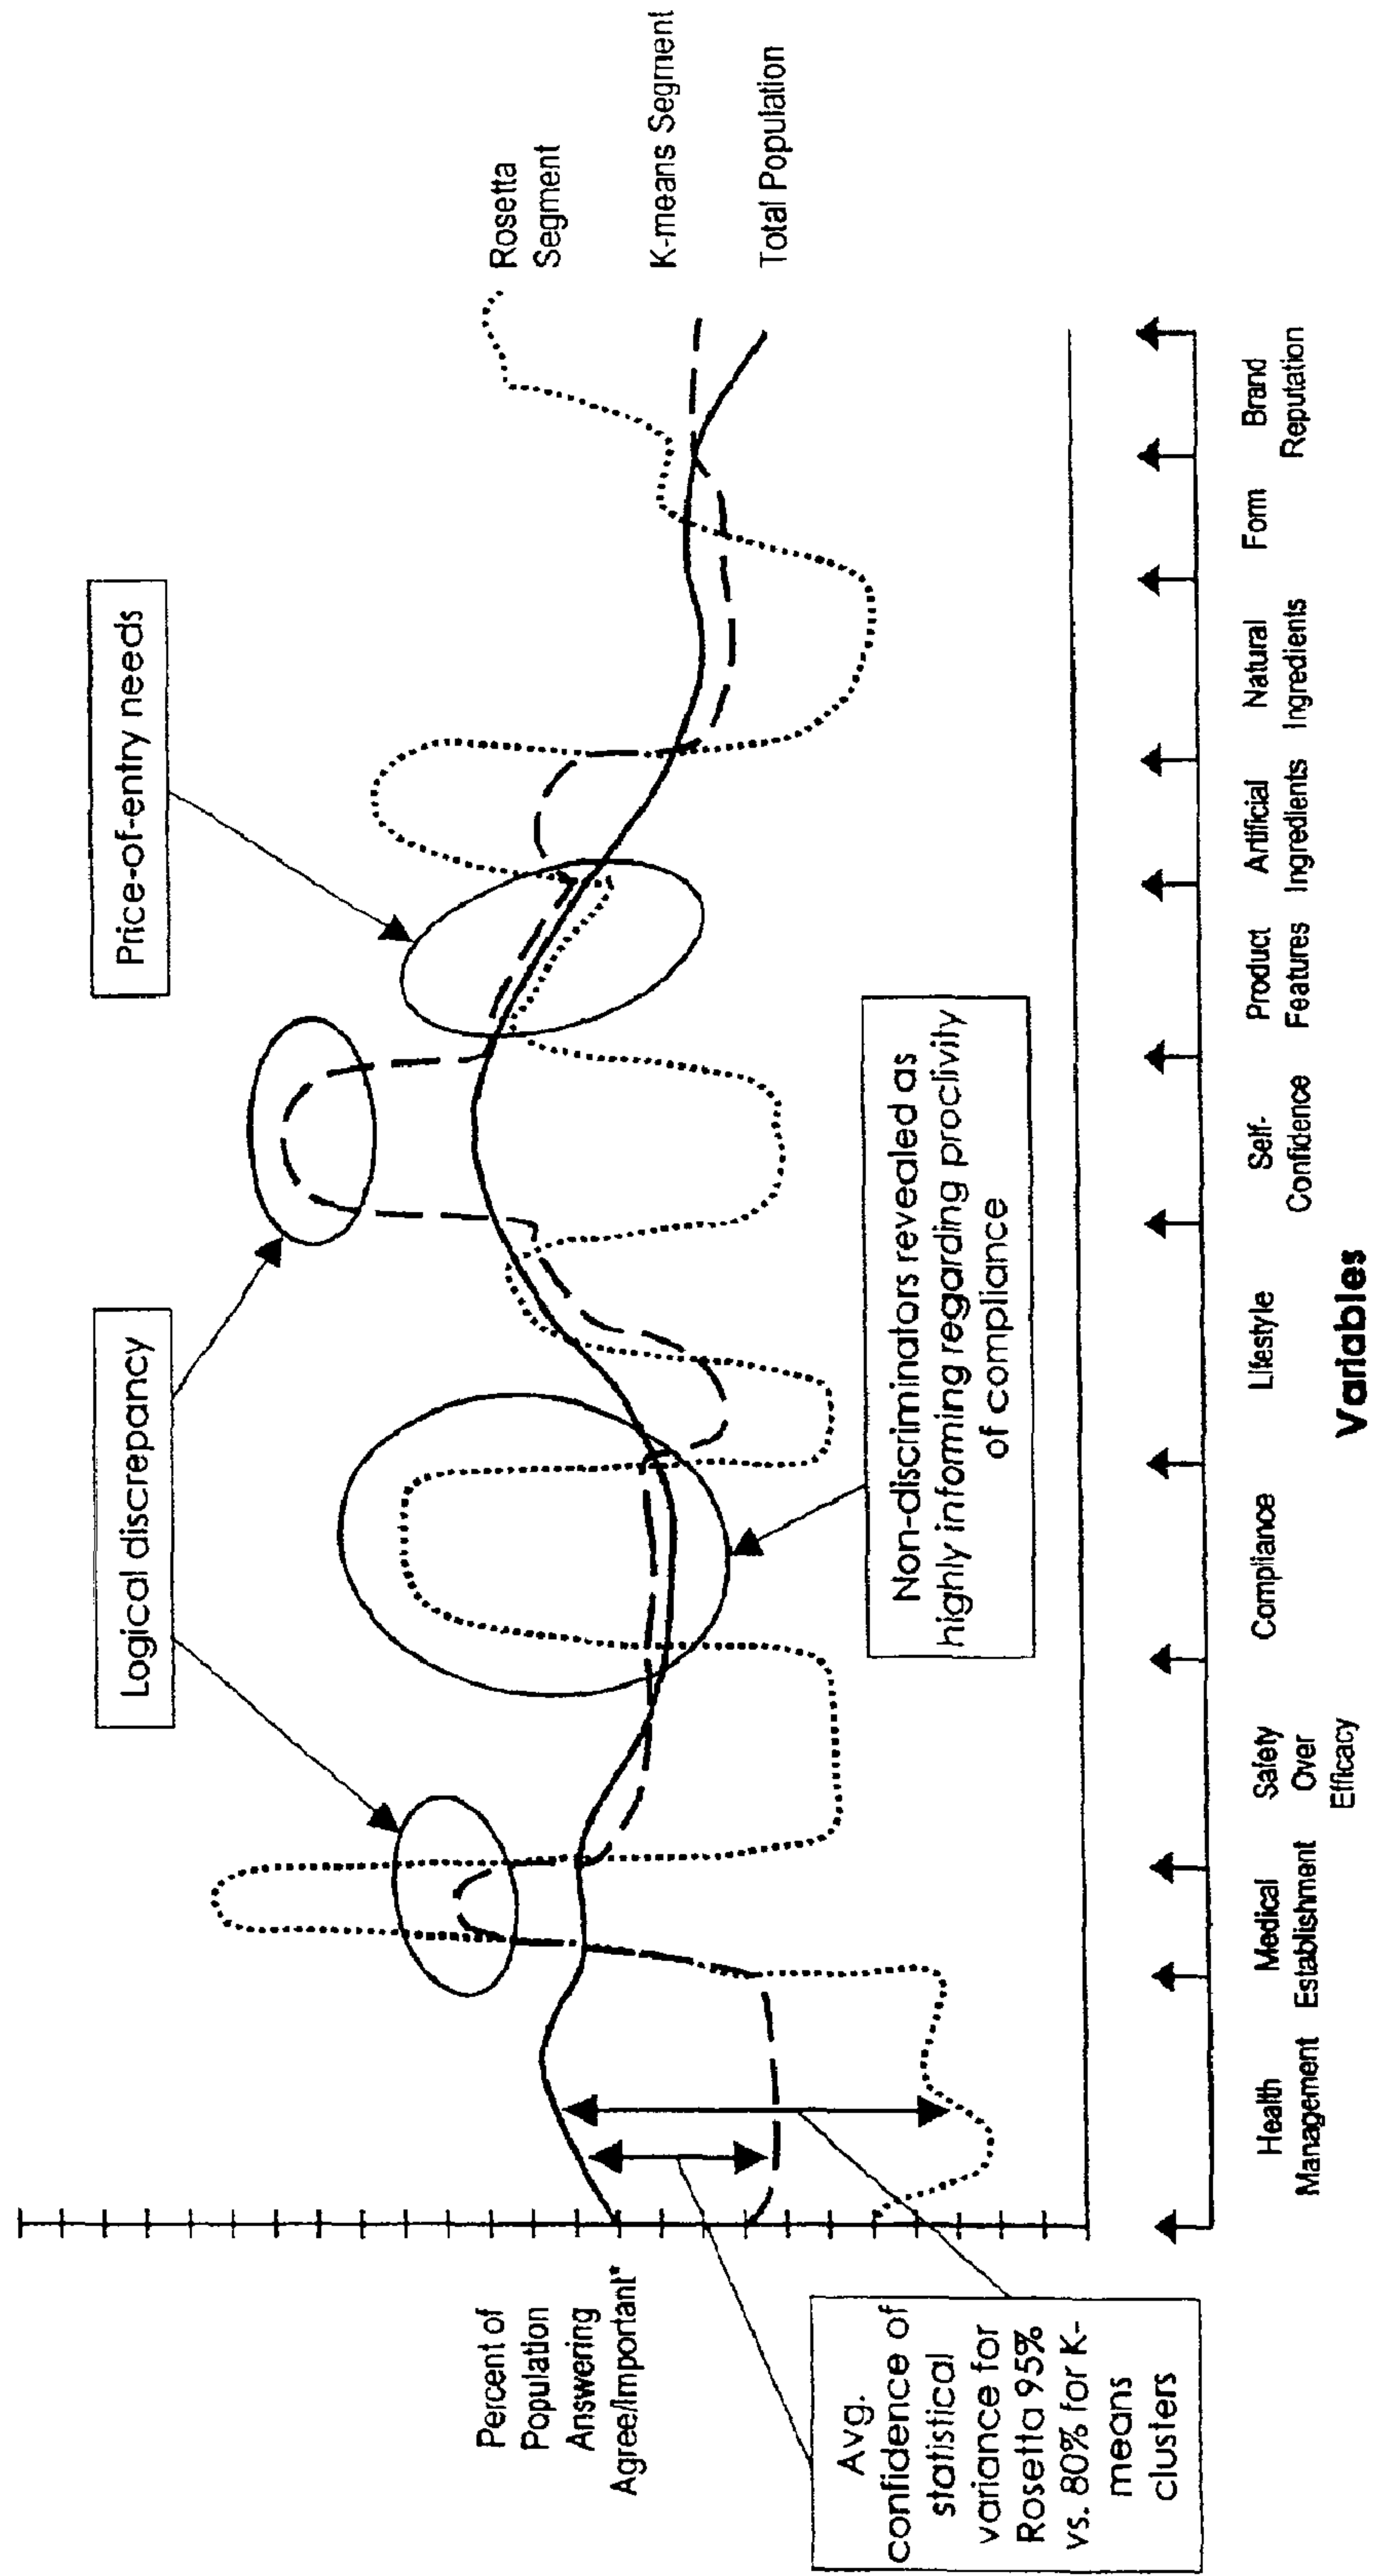 Logical discrepancy
Price-of-entry needs
Rosetta
Segment
K-means Segment
Total Population
Percent of
Population
Answering
Agree/Important*
Avg.
confidence of
statistical
variance for
Rosetta 95%
vs. 80% for K-
means
clusters
Non-discriminators revealed as
highly informing regarding proclivity
of compliance
Health
Management
Medical
Establishment
Safety
Over
Efficacy
Compliance
Lifestyle
Self-
Confidence
Product
Features
Artificial
Ingredients
Natural
Ingredients
Form
Brand
Reputation
Variables